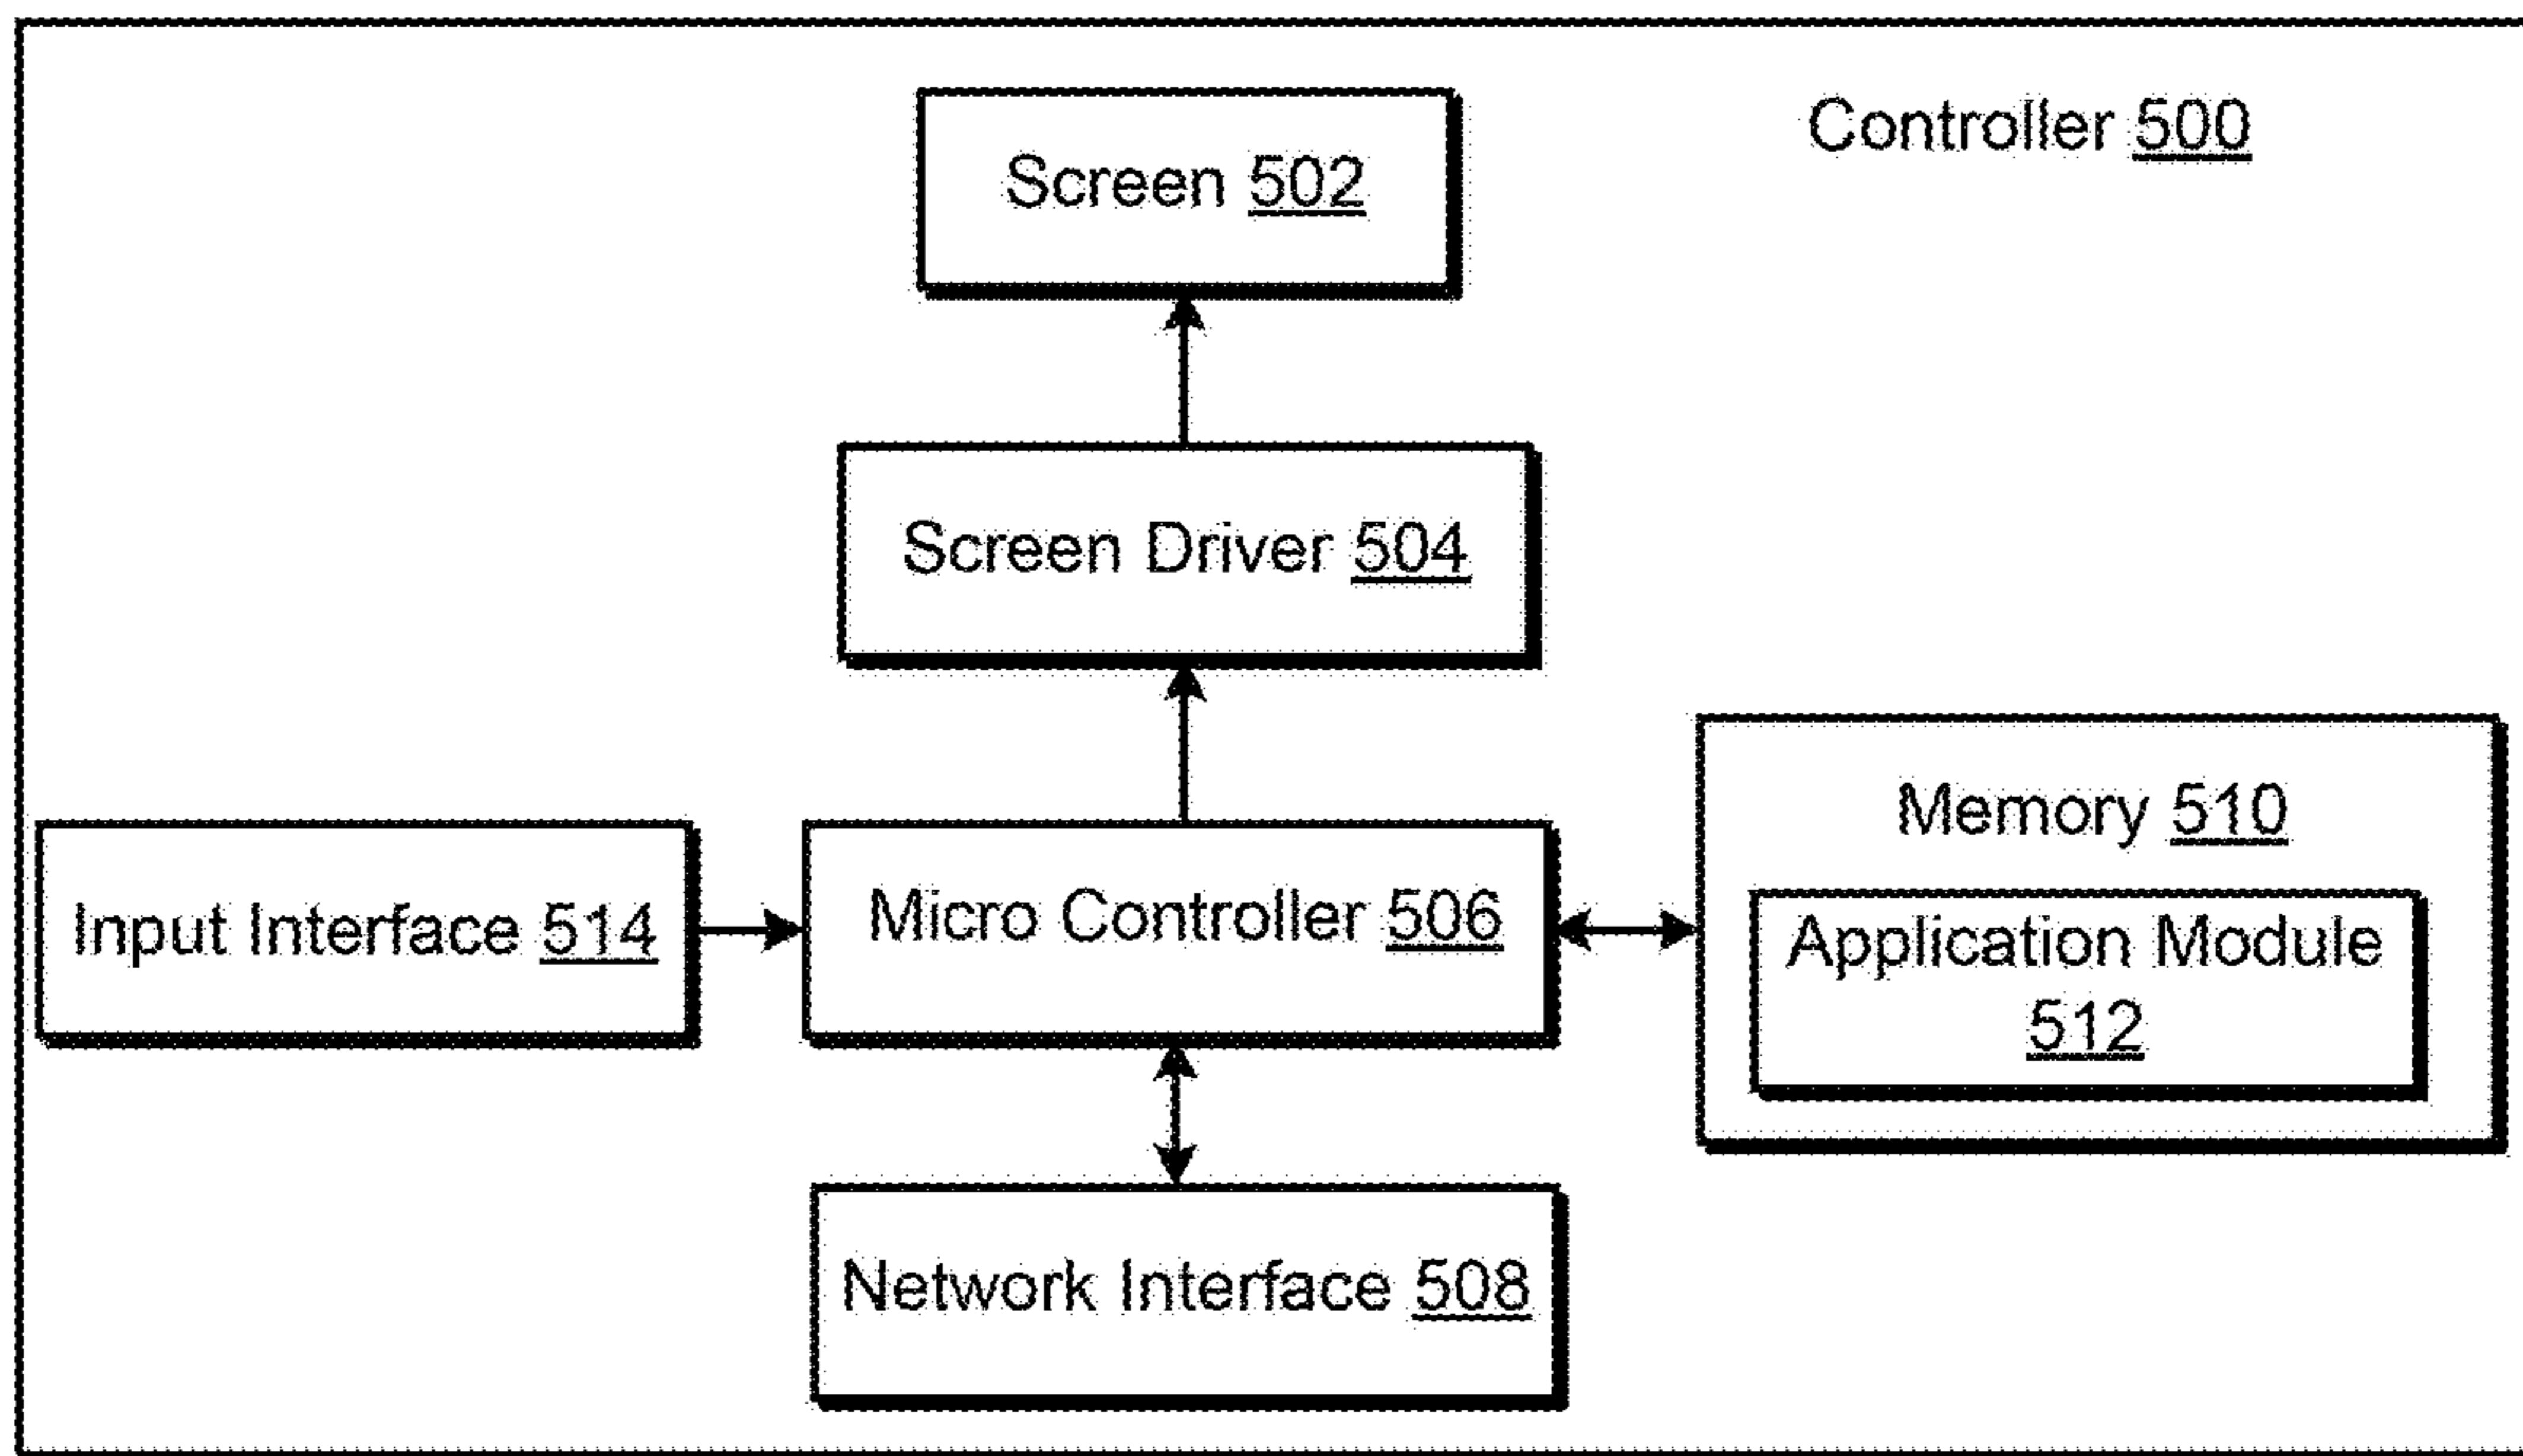 Controller 500
Screen 502
Screen Driver 504
Memory 510
Input Interface 514
Micro Controller 506
Application Module
512
Network Interface 508